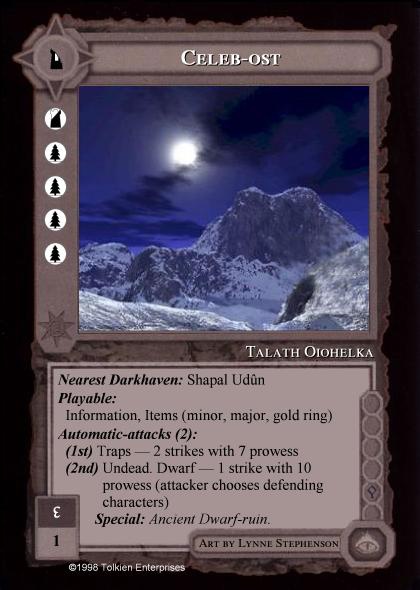 Celeb-ost
Talath Oiohelka
Nearest Darkhaven: Shapal Udûn
Playable:
Information, Items (minor, major, gold ring)
Automatic-attacks (2):
(1st) Traps — 2 strikes with 7 prowess
(2nd) Undead. Dwarf — 1 strike with 10
prowess (attacker chooses defending
characters)
Special: Ancient Dwarf-ruin.
ε
1
Art by Lynne Stephenson
©1998 Tolkien Enterprises